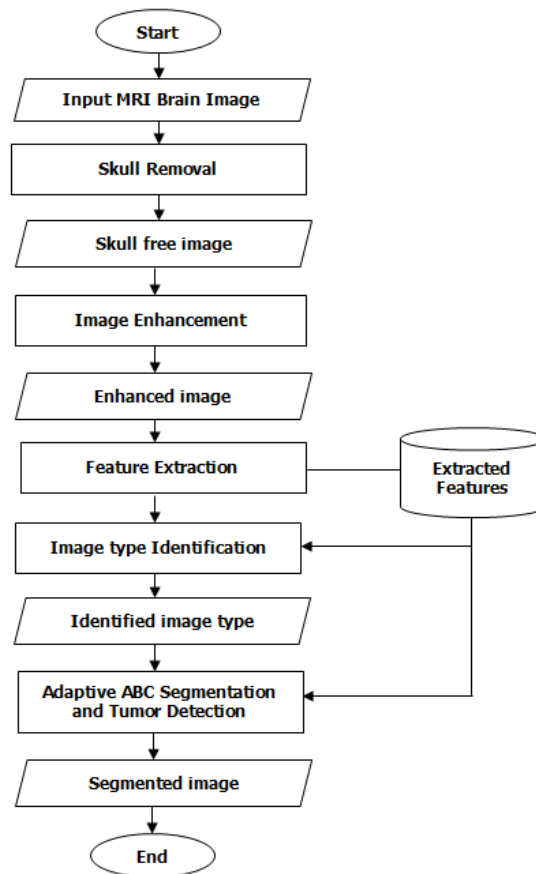 Start
Input MRI Brain Image
Skull Removal
Skull free image
Image Enhancement
Enhanced image
Feature Extraction
Extracted
Features
Image type Identification
Identified image type
Adaptive ABC Segmentation
and Tumor Detection
Segmented image
End